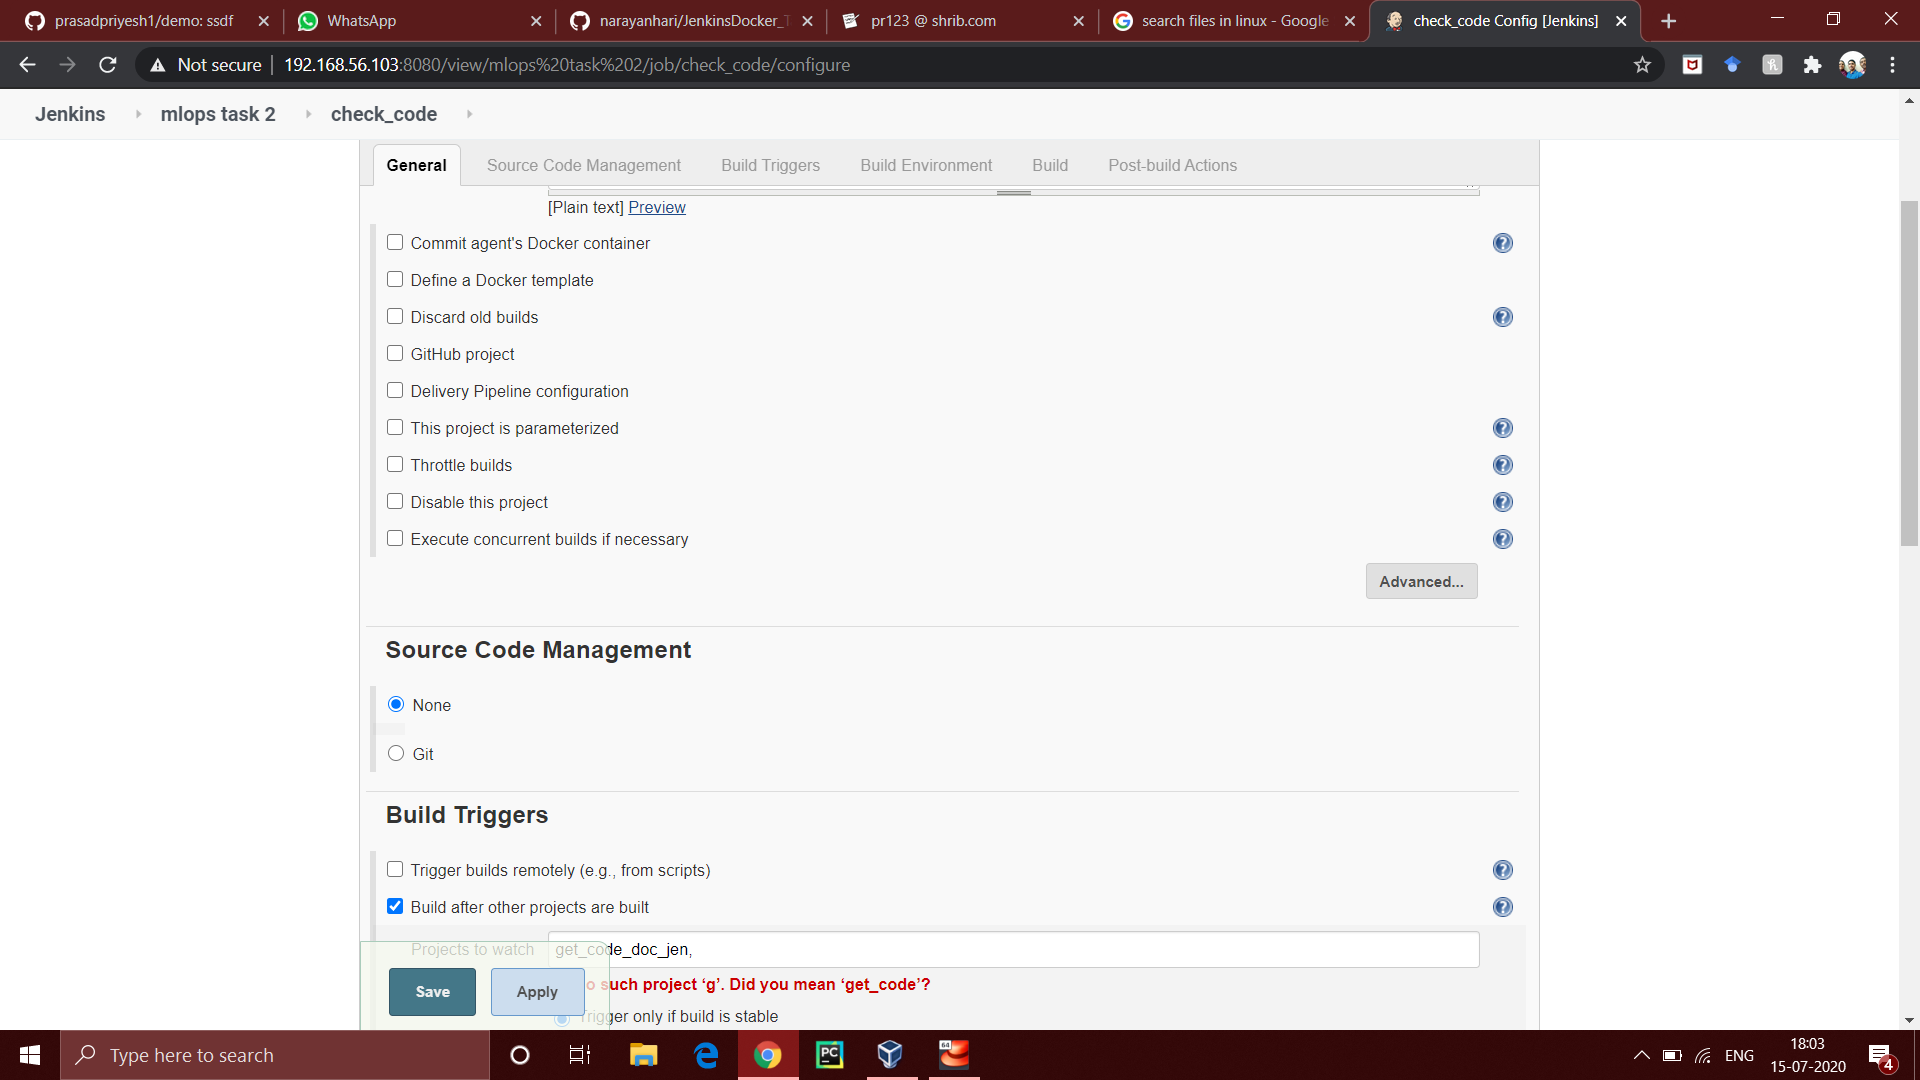 prasadpriyesh1/demo: ssdf
WhatsApp
narayanhari/JenkinsDocker_T
pr123 @ shrib.com
search files in linux - Google
check_code Config [Jenkins]
Not secure | 192.168.56.103:8080/view/mlops%20task%202/job/check_code/configure
Jenkins mlops task 2 check_code
General Source Code Management Build Triggers Build Environment Build Post-build Actions
[Plain text] Preview
Commit agent's Docker container
Define a Docker template
Discard old builds
GitHub project
Delivery Pipeline configuration
This project is parameterized
Throttle builds
Disable this project
Execute concurrent builds if necessary
Advanced...
Source Code Management
None
Git
Build Triggers
Trigger builds remotely (e.g., from scripts)
Build after other projects are built
Projects to watch get_code_doc_jen,
o such project ‘g’. Did you mean ‘get_code’?
Trigger only if build is stable
Save Apply
Type here to search
PC
64
ENG
18:03
15-07-2020
4